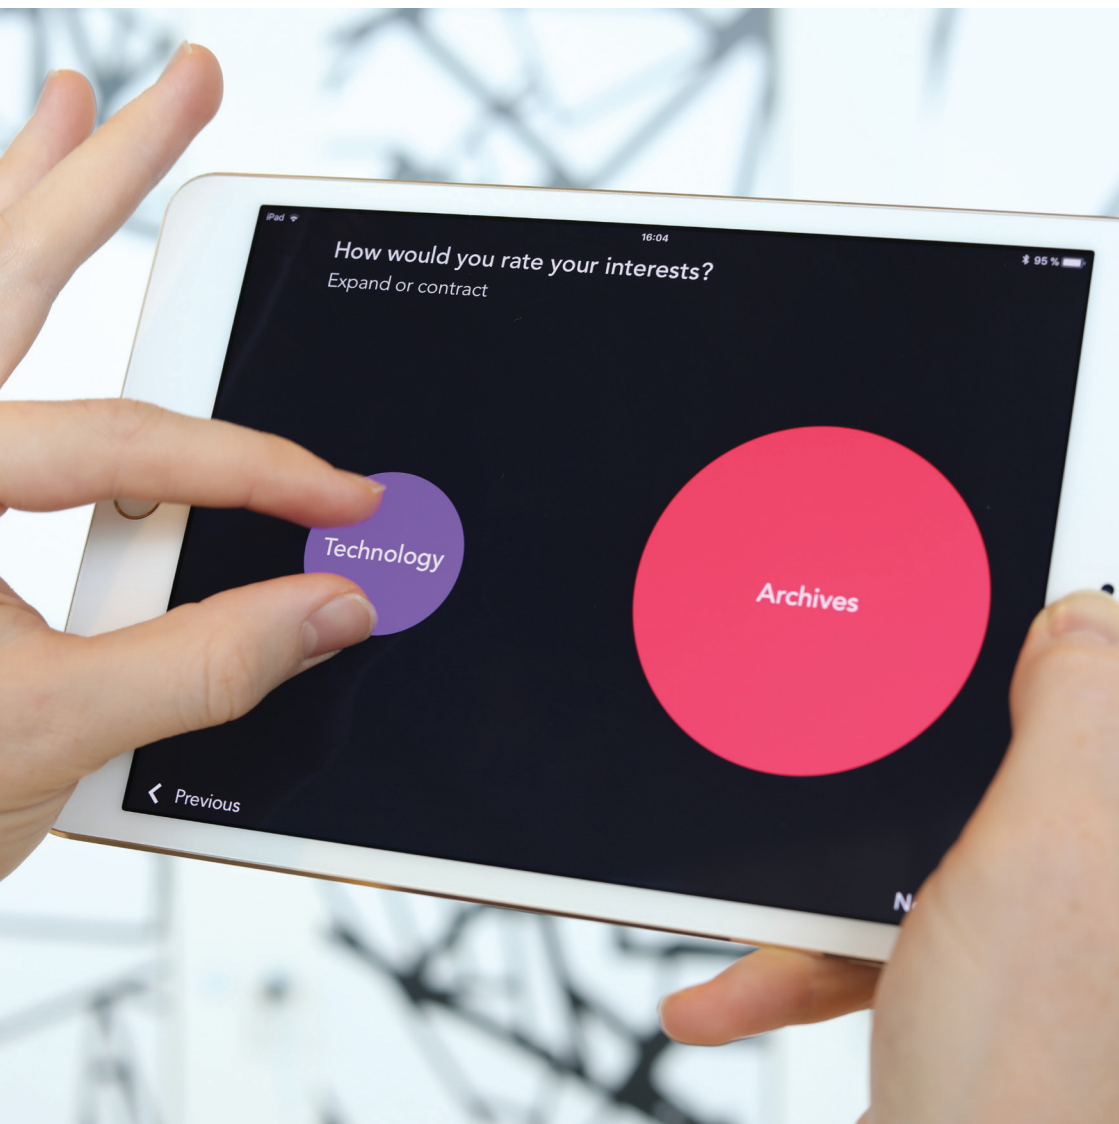 iPad
16:04
95 %
How would you rate your interests?
Expand or contract
Technology
Archives
Previous